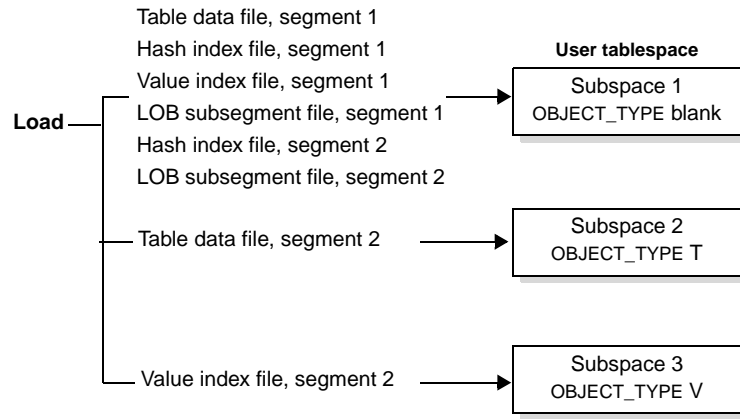 Table data file, segment 1
Hash index file, segment 1
Value index file, segment 1
LOB subsegment file, segment 1
Hash index file, segment 2
LOB subsegment file, segment 2
Load
User tablespace
Subspace 1
OBJECT_TYPE blank
Table data file, segment 2
Subspace 2
OBJECT_TYPE T
Value index file, segment 2
Subspace 3
OBJECT_TYPE V